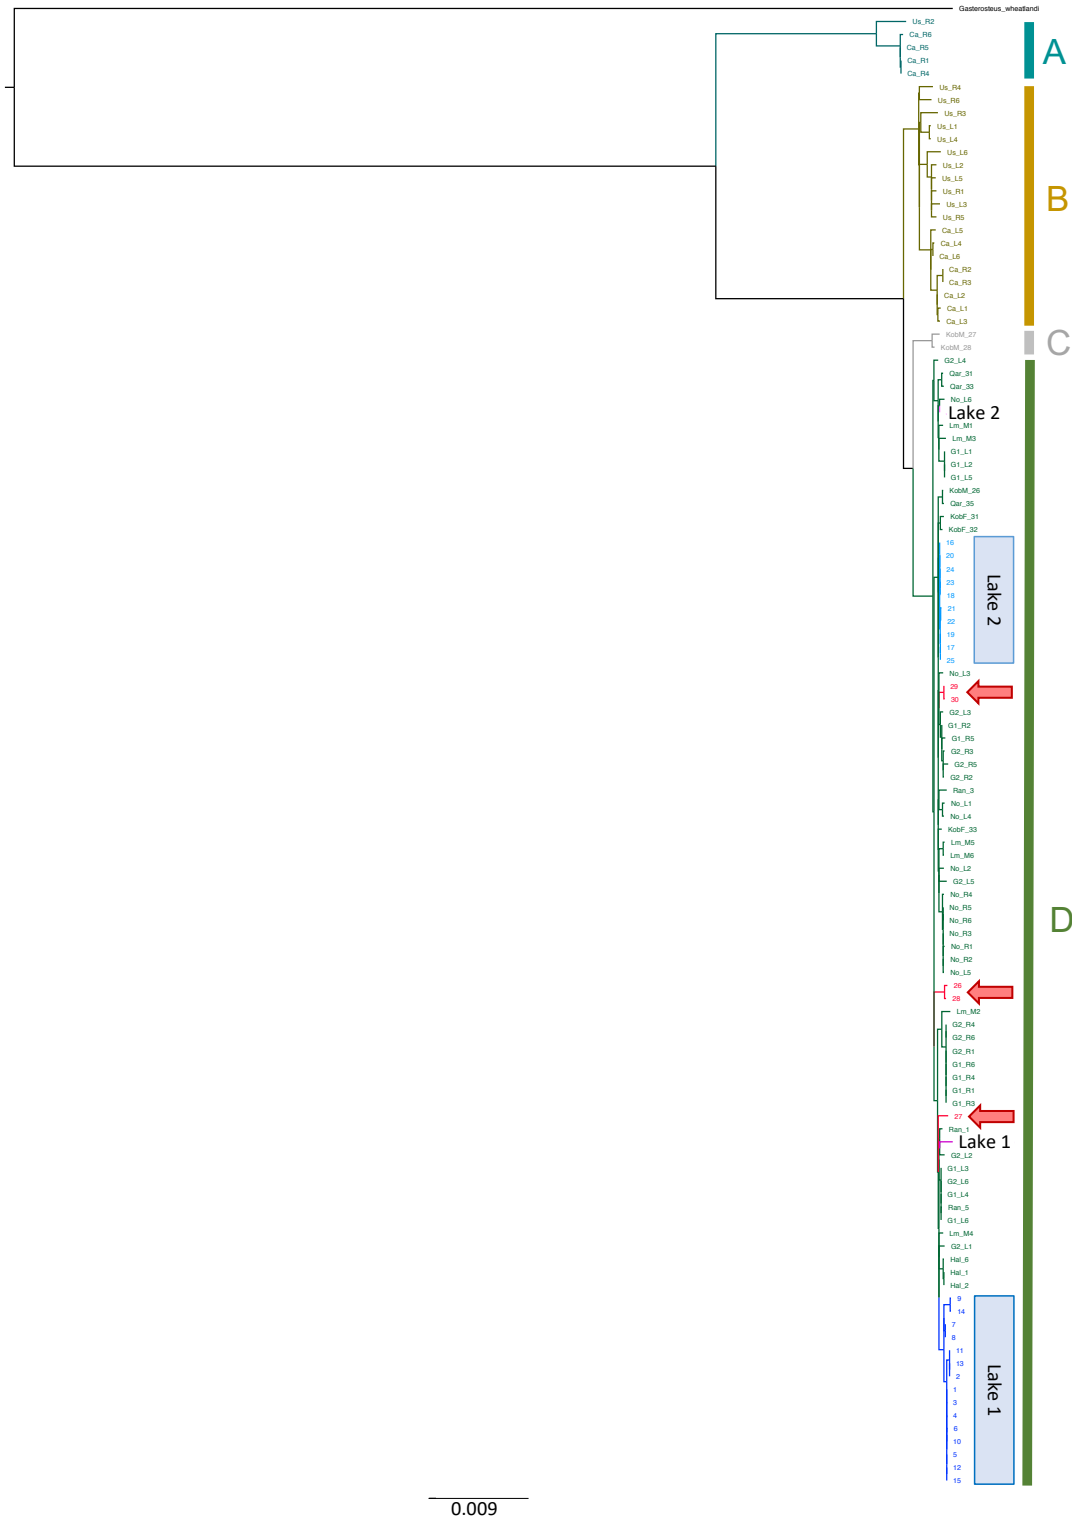 Gasterosteus_wheatlandi
Us_R2
Ca_R6
Ca_R5
Ca_R1
Ca_R4
A
Us_R4
Us_R6
Us_R3
Us_L1
Us_L4
Us_L6
Us_L2
Us_L5
Us_R1
Us_L3
Us_R5
B
Ca_L5
Ca_L4
Ca_L6
Ca_R2
Ca_R3
Ca_L2
Ca_L1
Ca_L3
KobM_27
KobM_28
C
G2_L4
Qar_31
Qar_33
No_L6
Lake 2
Lm_M1
Lm_M3
G1_L1
G1_L2
G1_L5
KobM_26
Qar_35
KobF_31
KobF_32
16
20
24
23
18
21
22
19
17
25
Lake 2
No_L3
29
30
G2_L3
G1_R2
G1_R5
G2_R3
G2_R5
G2_R2
Ran_3
No_L1
No_L4
KobF_33
Lm_M5
Lm_M6
No_L2
G2_L5
No_R4
No_R5
No_R6
D
No_R3
No_R1
No_R2
No_L5
26
28
Lm_M2
G2_R4
G2_R6
G2_R1
G1_R6
G1_R4
G1_R1
G1_R3
27
Ran_1
Lake 1
G2_L2
G1_L3
G2_L6
G1_L4
Ran_5
G1_L6
Lm_M4
G2_L1
Hal_6
Hal_1
Hal_2
9
14
7
8
11
13
2
1
3
4
6
10
5
12
15
Lake 1
0.009